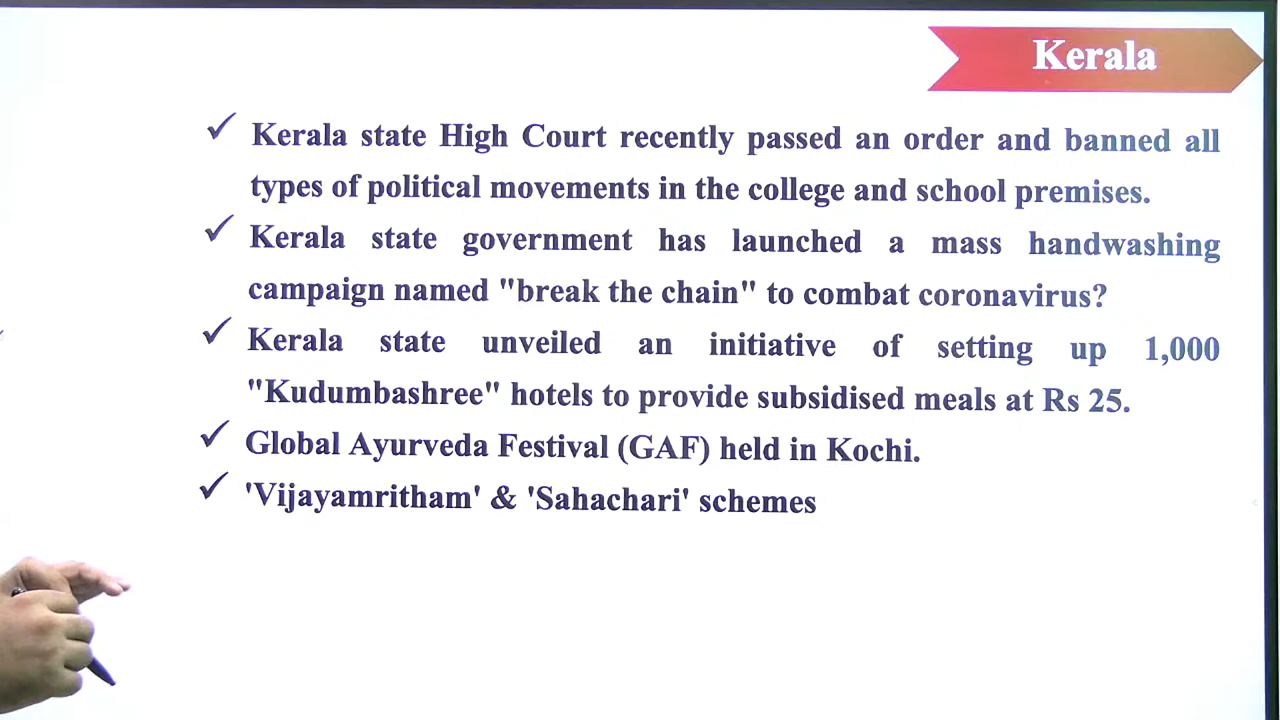 Kerala
✓ Kerala state High Court recently passed an order and banned all
types of political movements in the college and school premises.
✓ Kerala state government has launched a mass handwashing
campaign named "break the chain" to combat coronavirus?
✓ Kerala state unveiled an initiative of setting up 1,000
"Kudumbashree" hotels to provide subsidised meals at Rs 25.
✓ Global Ayurveda Festival (GAF) held in Kochi.
✓ 'Vijayamritham' & 'Sahachari' schemes